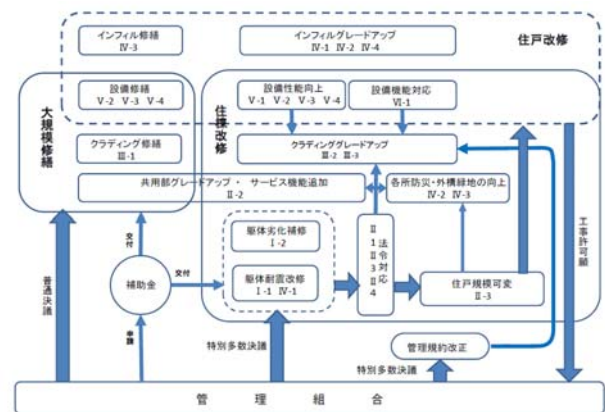 インフィル修繕
Ⅳ-3
インフィルグレードアップ
Ⅳ-1 Ⅳ-2 Ⅳ-4
住戸改修
大規模修繕
設備修繕
Ⅴ-2 Ⅴ-3 Ⅴ-4
住棟改修
設備性能向上
Ⅴ-1 Ⅴ-2 Ⅴ-3 Ⅴ-4
設備機能対応
Ⅵ-1
クラディング修繕
Ⅲ-1
クラディンググレードアップ
Ⅲ-2 Ⅲ-3
共用部グレードアップ・サービス機能追加
Ⅱ-2
各所防災・外構緑地の向上
Ⅳ-2 Ⅳ-3
躯体劣化補修
Ⅰ-2
躯体耐震改修
Ⅰ-1 Ⅳ-1
法令対応
Ⅱ1Ⅱ3Ⅱ4
住戸規模可変
Ⅱ-3
交付
交付
補助金
申請
普通決議
特別多数決議
管理規約改正
特別多数決議
工事許可願
管理組合